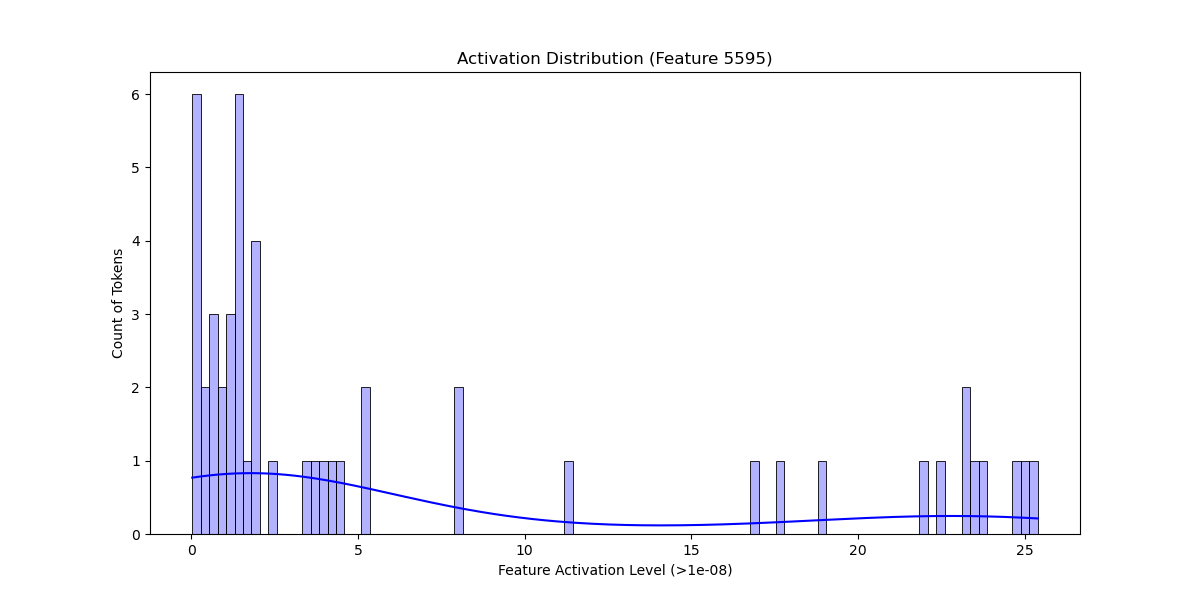 Activation Distribution (Feature 5595)
6
5
4
3
2
1
0
Count of Tokens
0 5 10 15 20 25
Feature Activation Level (>1e-08)